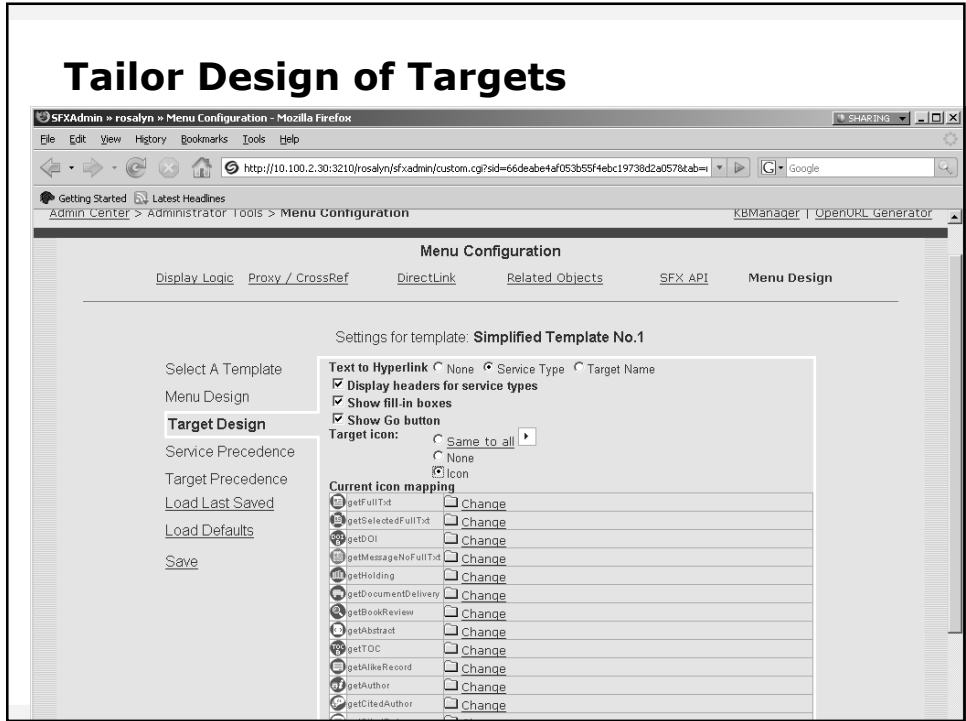 Tailor Design of Targets
SFXAdmin » rosalyn » Menu Configuration - Mozilla Firefox
SHARING
File Edit View History Bookmarks Tools Help
http://10.100.2.30:3210/rosalyn/sfxadmin/custom.cgi?sid=66deabe4af053b55f4ebc19738d2a057&tab=
Google
Getting Started Latest Headlines
Admin Center > Administrator Tools > Menu Configuration KBManager | OpenURL Generator
Menu Configuration
Display Logic Proxy / CrossRef DirectLink Related Objects SFX API Menu Design
Settings for template: Simplified Template No.1
Select A Template
Menu Design
Target Design
Service Precedence
Target Precedence
Load Last Saved
Load Defaults
Save
Text to Hyperlink None Service Type Target Name
Display headers for service types
Show fill-in boxes
Show Go button
Target icon: Same to all
None
Icon
Current icon mapping
getFullTxt Change
getSelectedFullTxt Change
DOI getDOI Change
getMessageNoFullTxt Change
getHolding Change
getDocumentDelivery Change
getBookReview Change
getAbstract Change
TOC getTOC Change
getAlikeRecord Change
getAuthor Change
getCitedAuthor Change